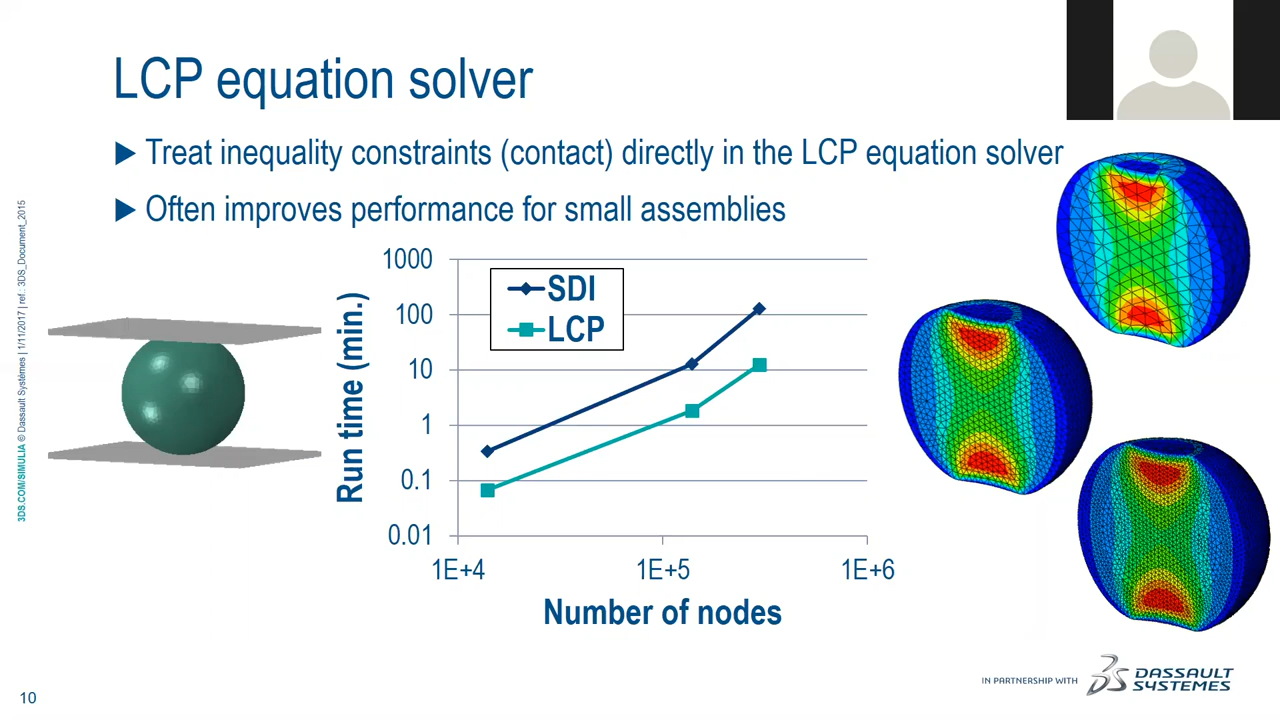 LCP equation solver
▶ Treat inequality constraints (contact) directly in the LCP equation solver
▶ Often improves performance for small assemblies
3DS.COM/SIMULIA © Dassault Systèmes | 1/11/2017 | ref.: 3DS_Document_2015
Run time (min.)
1000
100
10
1
0.1
0.01
SDI
LCP
1E+4 1E+5 1E+6
Number of nodes
IN PARTNERSHIP WITH
DASSAULT
SYSTEMES
10